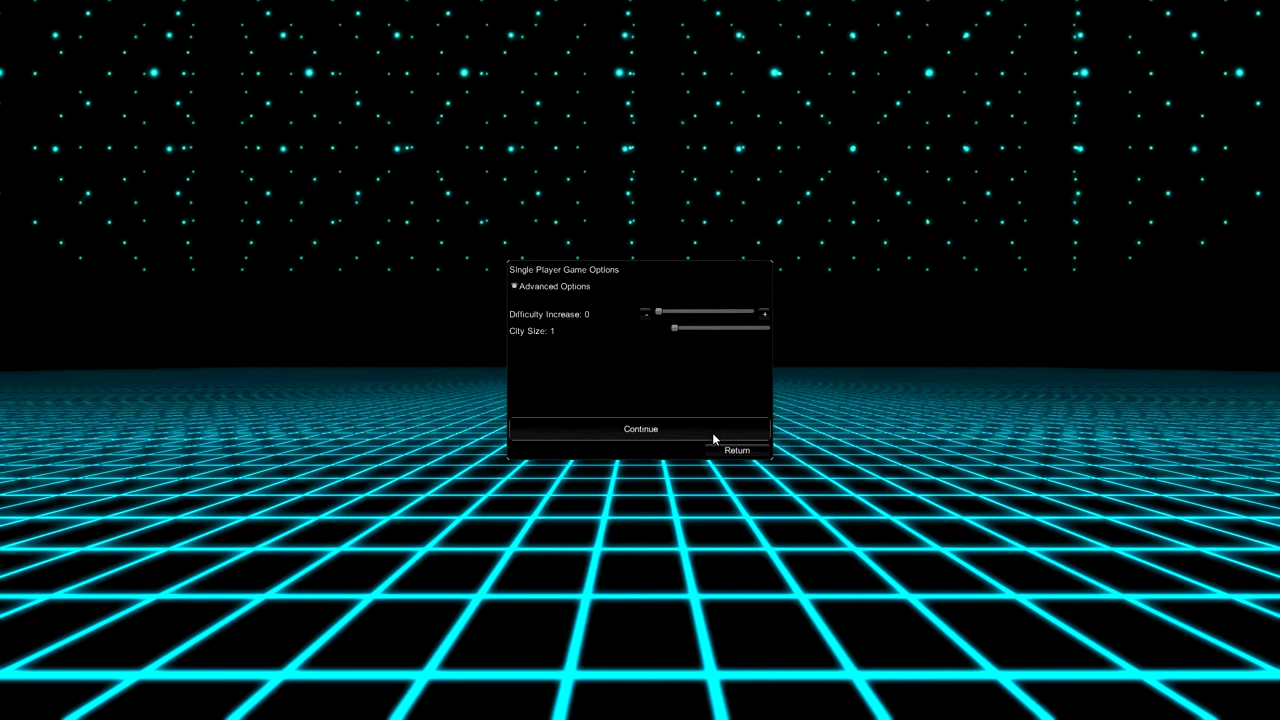 Single Player Game Options
Advanced Options
Difficulty Increase: 0 - +
City Size: 1
Continue
Return